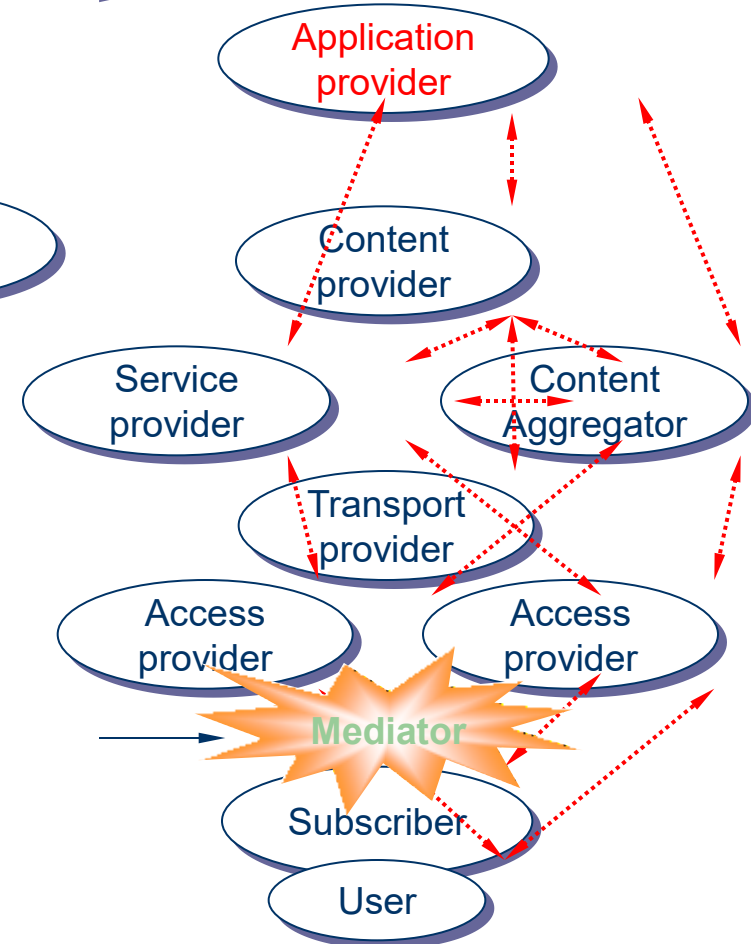 Application
provider
Content
provider
Service
provider
Content
Aggregator
Transport
provider
Access
provider
Access
provider
Mediator
Subscriber
User